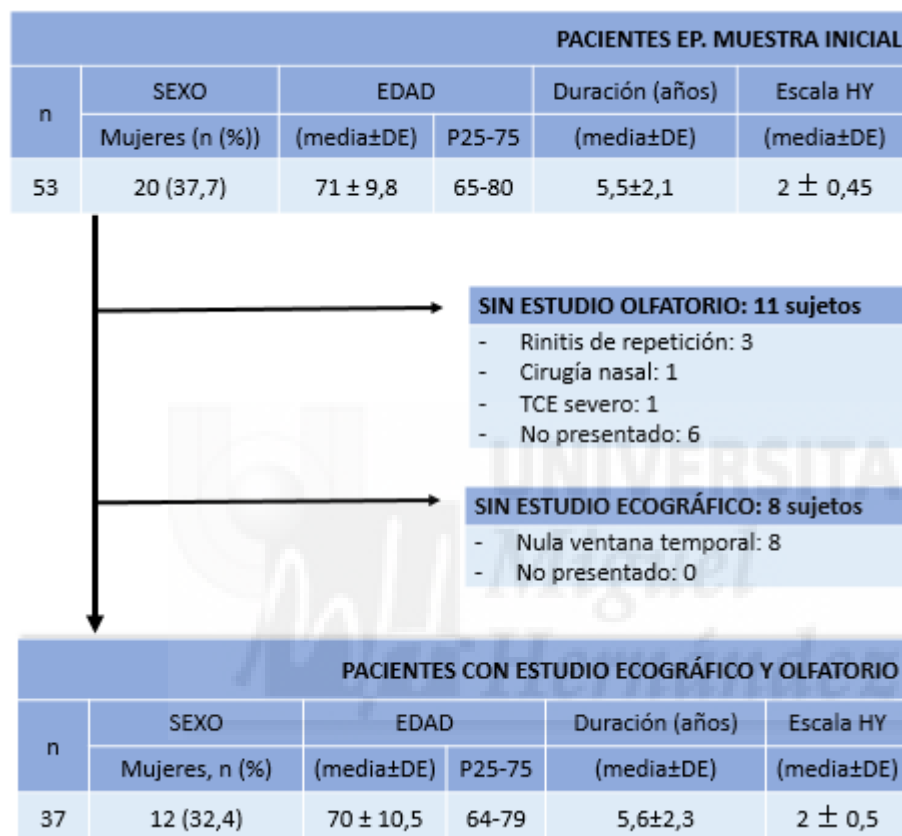 PACIENTES EP. MUESTRA INICIAL
n SEXO EDAD Duración (años) Escala HY
Mujeres (n (%)) (media±DE) P25-75 (media±DE) (media±DE)
53 20 (37,7) 71 ± 9,8 65-80 5,5±2,1 2 ± 0,45
SIN ESTUDIO OLFATORIO: 11 sujetos
- Rinitis de repetición: 3
- Cirugía nasal: 1
- TCE severo: 1
- No presentado: 6
UNIVERSITA
SIN ESTUDIO ECOGRÁFICO: 8 sujetos
- Nula ventana temporal: 8
- No presentado: 0
Miguel
Hernández
PACIENTES CON ESTUDIO ECOGRÁFICO Y OLFATORIO
n SEXO EDAD Duración (años) Escala HY
Mujeres, n (%) (media±DE) P25-75 (media±DE) (media±DE)
37 12 (32,4) 70 ± 10,5 64-79 5,6±2,3 2 ± 0,5